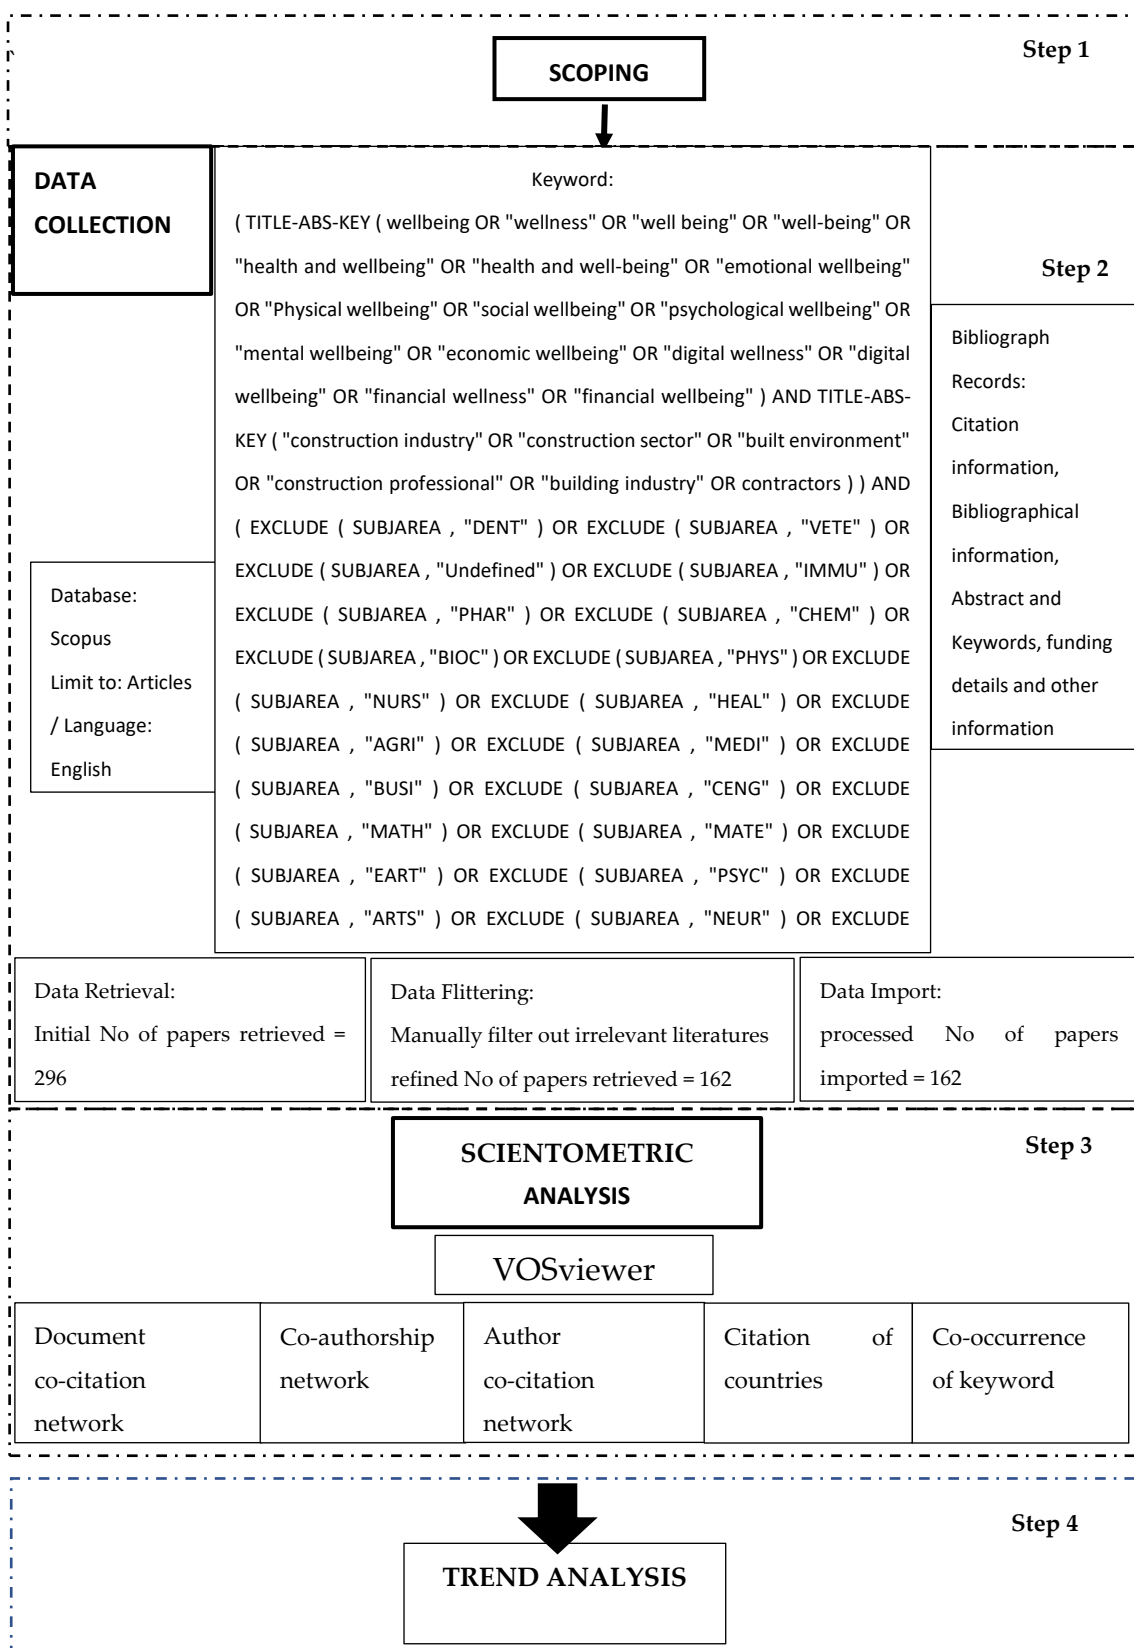 Step 1
SCOPING
DATA
COLLECTION
Keyword:
( TITLE-ABS-KEY ( wellbeing OR "wellness" OR "well being" OR "well-being" OR
"health and wellbeing" OR "health and well-being" OR "emotional wellbeing"
OR "Physical wellbeing" OR "social wellbeing" OR "psychological wellbeing" OR
"mental wellbeing" OR "economic wellbeing" OR "digital wellness" OR "digital
wellbeing" OR "financial wellness" OR "financial wellbeing" ) AND TITLE-ABS-
KEY ( "construction industry" OR "construction sector" OR "built environment"
OR "construction professional" OR "building industry" OR contractors ) ) AND
( EXCLUDE ( SUBJAREA , "DENT" ) OR EXCLUDE ( SUBJAREA , "VETE" ) OR
EXCLUDE ( SUBJAREA , "Undefined" ) OR EXCLUDE ( SUBJAREA , "IMMU" ) OR
EXCLUDE ( SUBJAREA , "PHAR" ) OR EXCLUDE ( SUBJAREA , "CHEM" ) OR
EXCLUDE ( SUBJAREA , "BIOC" ) OR EXCLUDE ( SUBJAREA , "PHYS" ) OR EXCLUDE
( SUBJAREA , "NURS" ) OR EXCLUDE ( SUBJAREA , "HEAL" ) OR EXCLUDE
( SUBJAREA , "AGRI" ) OR EXCLUDE ( SUBJAREA , "MEDI" ) OR EXCLUDE
( SUBJAREA , "BUSI" ) OR EXCLUDE ( SUBJAREA , "CENG" ) OR EXCLUDE
( SUBJAREA , "MATH" ) OR EXCLUDE ( SUBJAREA , "MATE" ) OR EXCLUDE
( SUBJAREA , "EART" ) OR EXCLUDE ( SUBJAREA , "PSYC" ) OR EXCLUDE
( SUBJAREA , "ARTS" ) OR EXCLUDE ( SUBJAREA , "NEUR" ) OR EXCLUDE
Step 2
Bibliograph
Records:
Citation
information,
Bibliographical
information,
Abstract and
Keywords, funding
details and other
information
Database:
Scopus
Limit to: Articles
/ Language:
English
Data Retrieval:
Initial No of papers retrieved =
296
Data Flittering:
Manually filter out irrelevant literatures
refined No of papers retrieved = 162
Data Import:
processed No of papers
imported = 162
Step 3
SCIENTOMETRIC
ANALYSIS
VOSviewer
Document
co-citation
network
Co-authorship
network
Author
co-citation
network
Citation of
countries
Co-occurrence
of keyword
Step 4
TREND ANALYSIS